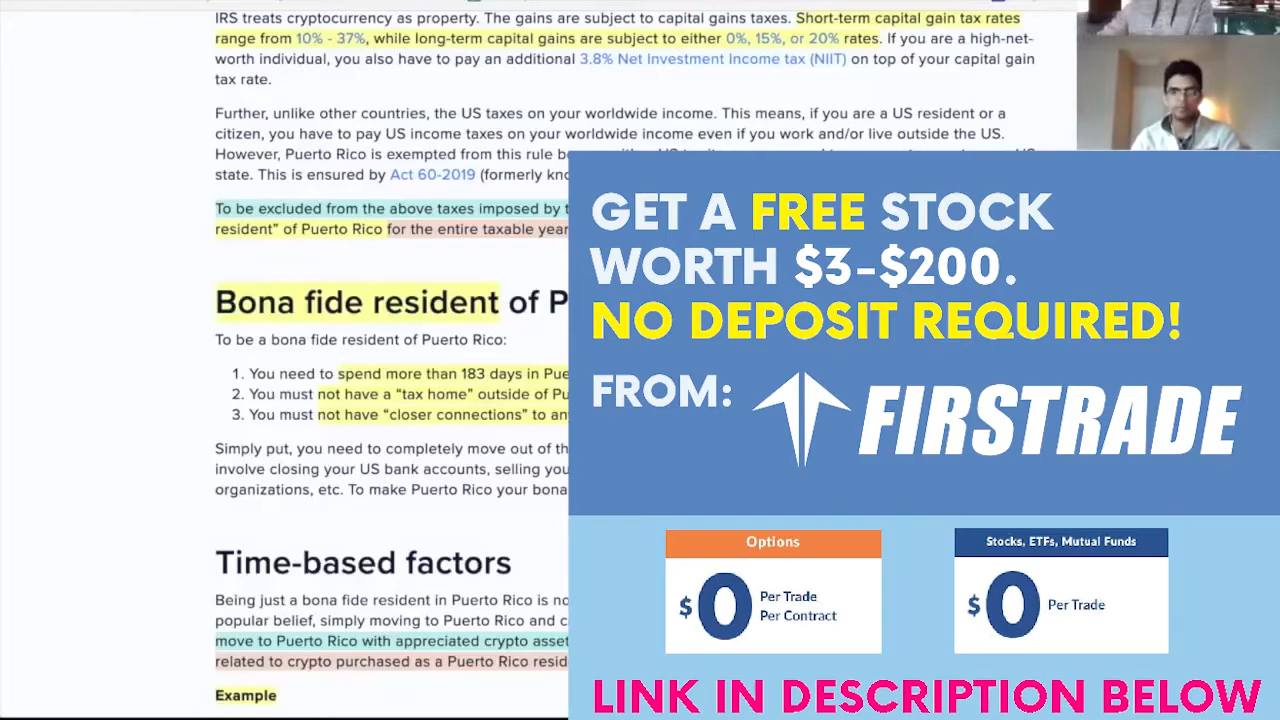 IRS treats cryptocurrency as property. The gains are subject to capital gains taxes. Short-term capital gain tax rates
range from 10% - 37%, while long-term capital gains are subject to either 0%, 15%, or 20% rates. If you are a high-net-
worth individual, you also have to pay an additional 3.8% Net Investment Income tax (NIIT) on top of your capital gain
tax rate.
Further, unlike other countries, the US taxes on your worldwide income. This means, if you are a US resident or a
citizen, you have to pay US income taxes on your worldwide income even if you work and/or live outside the US.
However, Puerto Rico is exempted from this rule
state. This is ensured by Act 60-2019 (formerly
To be excluded from the above taxes imposed by
resident" of Puerto Rico for the entire taxable year
Bona fide resident of P
To be a bona fide resident of Puerto Rico:
1. You need to spend more than 183 days in Pue
2. You must not have a “tax home” outside of Pu
3. You must not have “closer connections” to an
Simply put, you need to completely move out of
involve closing your US bank accounts, selling you
organizations, etc. To make Puerto Rico your bona
Time-based factors
Being just a bona fide resident in Puerto Rico is
popular belief, simply moving to Puerto Rico and
move to Puerto Rico with appreciated crypto asset
related to crypto purchased as a Puerto Rico resid
Example
GET A FREE STOCK
WORTH $3-$200.
NO DEPOSIT REQUIRED!
FROM: FIRSTRADE
Options
$0 Per Trade
Per Contract
Stocks, ETFs, Mutual Funds
$0 Per Trade
LINK IN DESCRIPTION BELOW